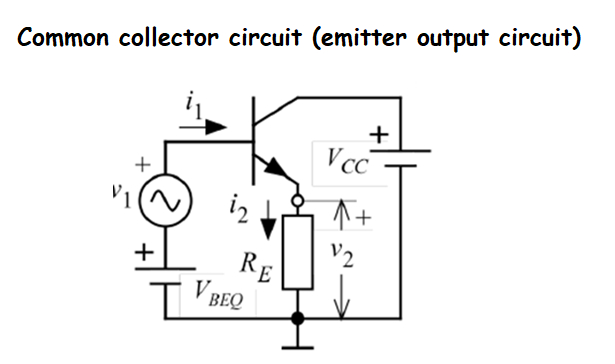 Common collector circuit (emitter output circuit)
i1
+
VCC
+
v1
i2
+
+
v2
RE
VBEQ